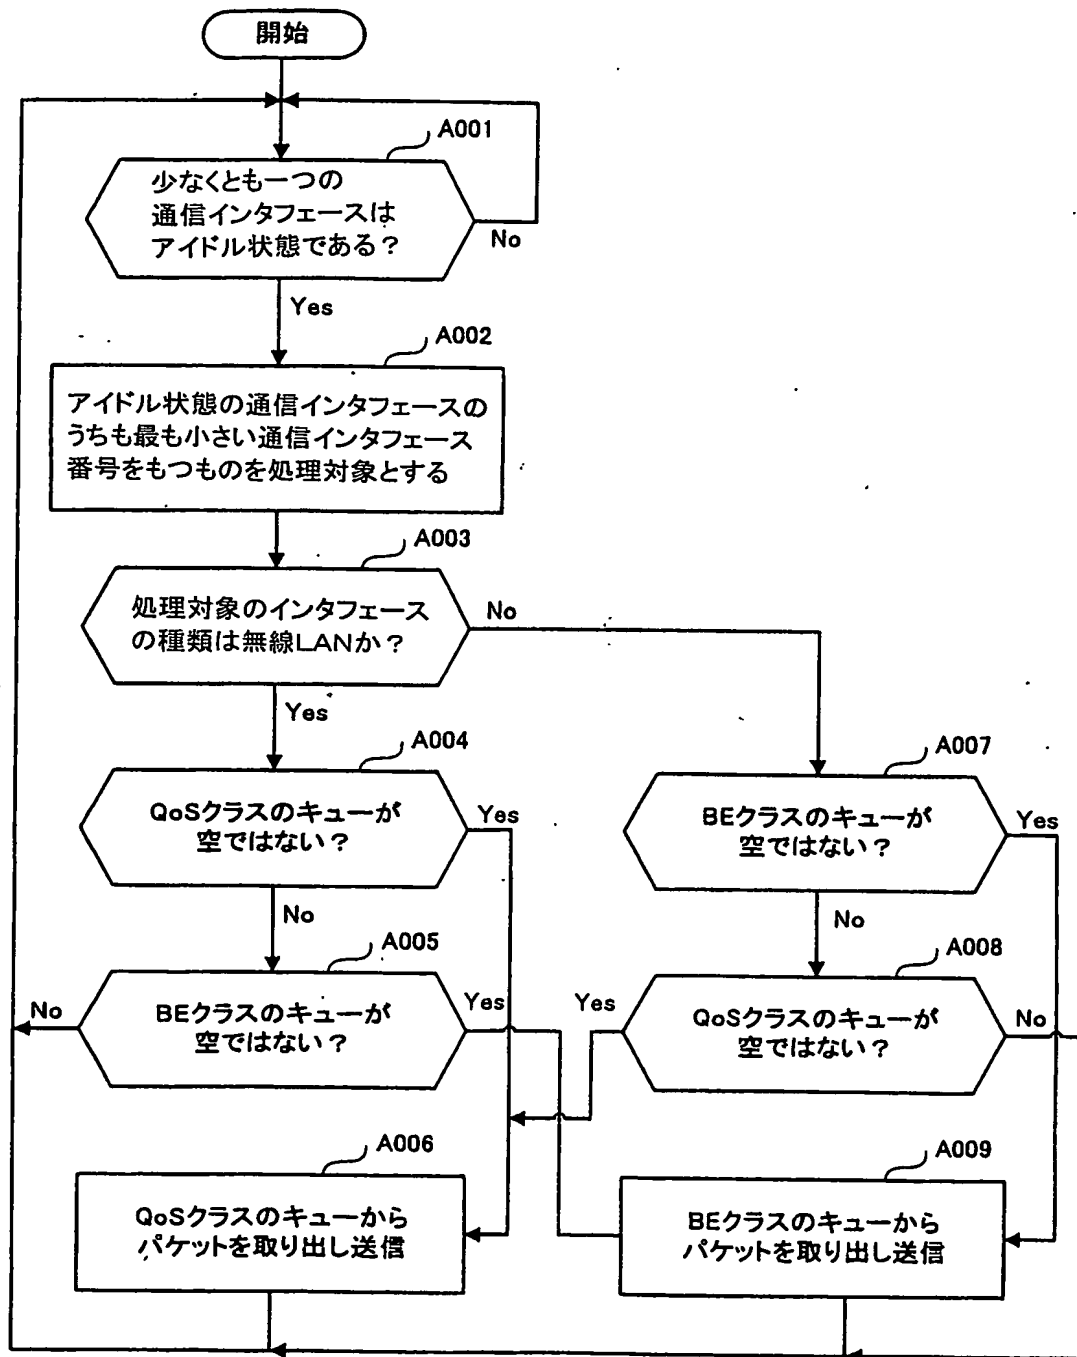 開始
A001
少なくとも一つの
通信インタフェースは
アイドル状態である？
No
Yes
A002
アイドル状態の通信インタフェースの
うちも最も小さい通信インタフェース
番号をもつものを処理対象とする
A003
処理対象のインタフェース
の種類は無線LANか？
No
Yes
A004
QoSクラスのキューが
空ではない？
Yes
No
A007
BEクラスのキューが
空ではない？
Yes
No
A005
BEクラスのキューが
空ではない？
No
Yes
A008
QoSクラスのキューが
空ではない？
Yes
No
A006
QoSクラスのキューから
パケットを取り出し送信
A009
BEクラスのキューから
パケットを取り出し送信